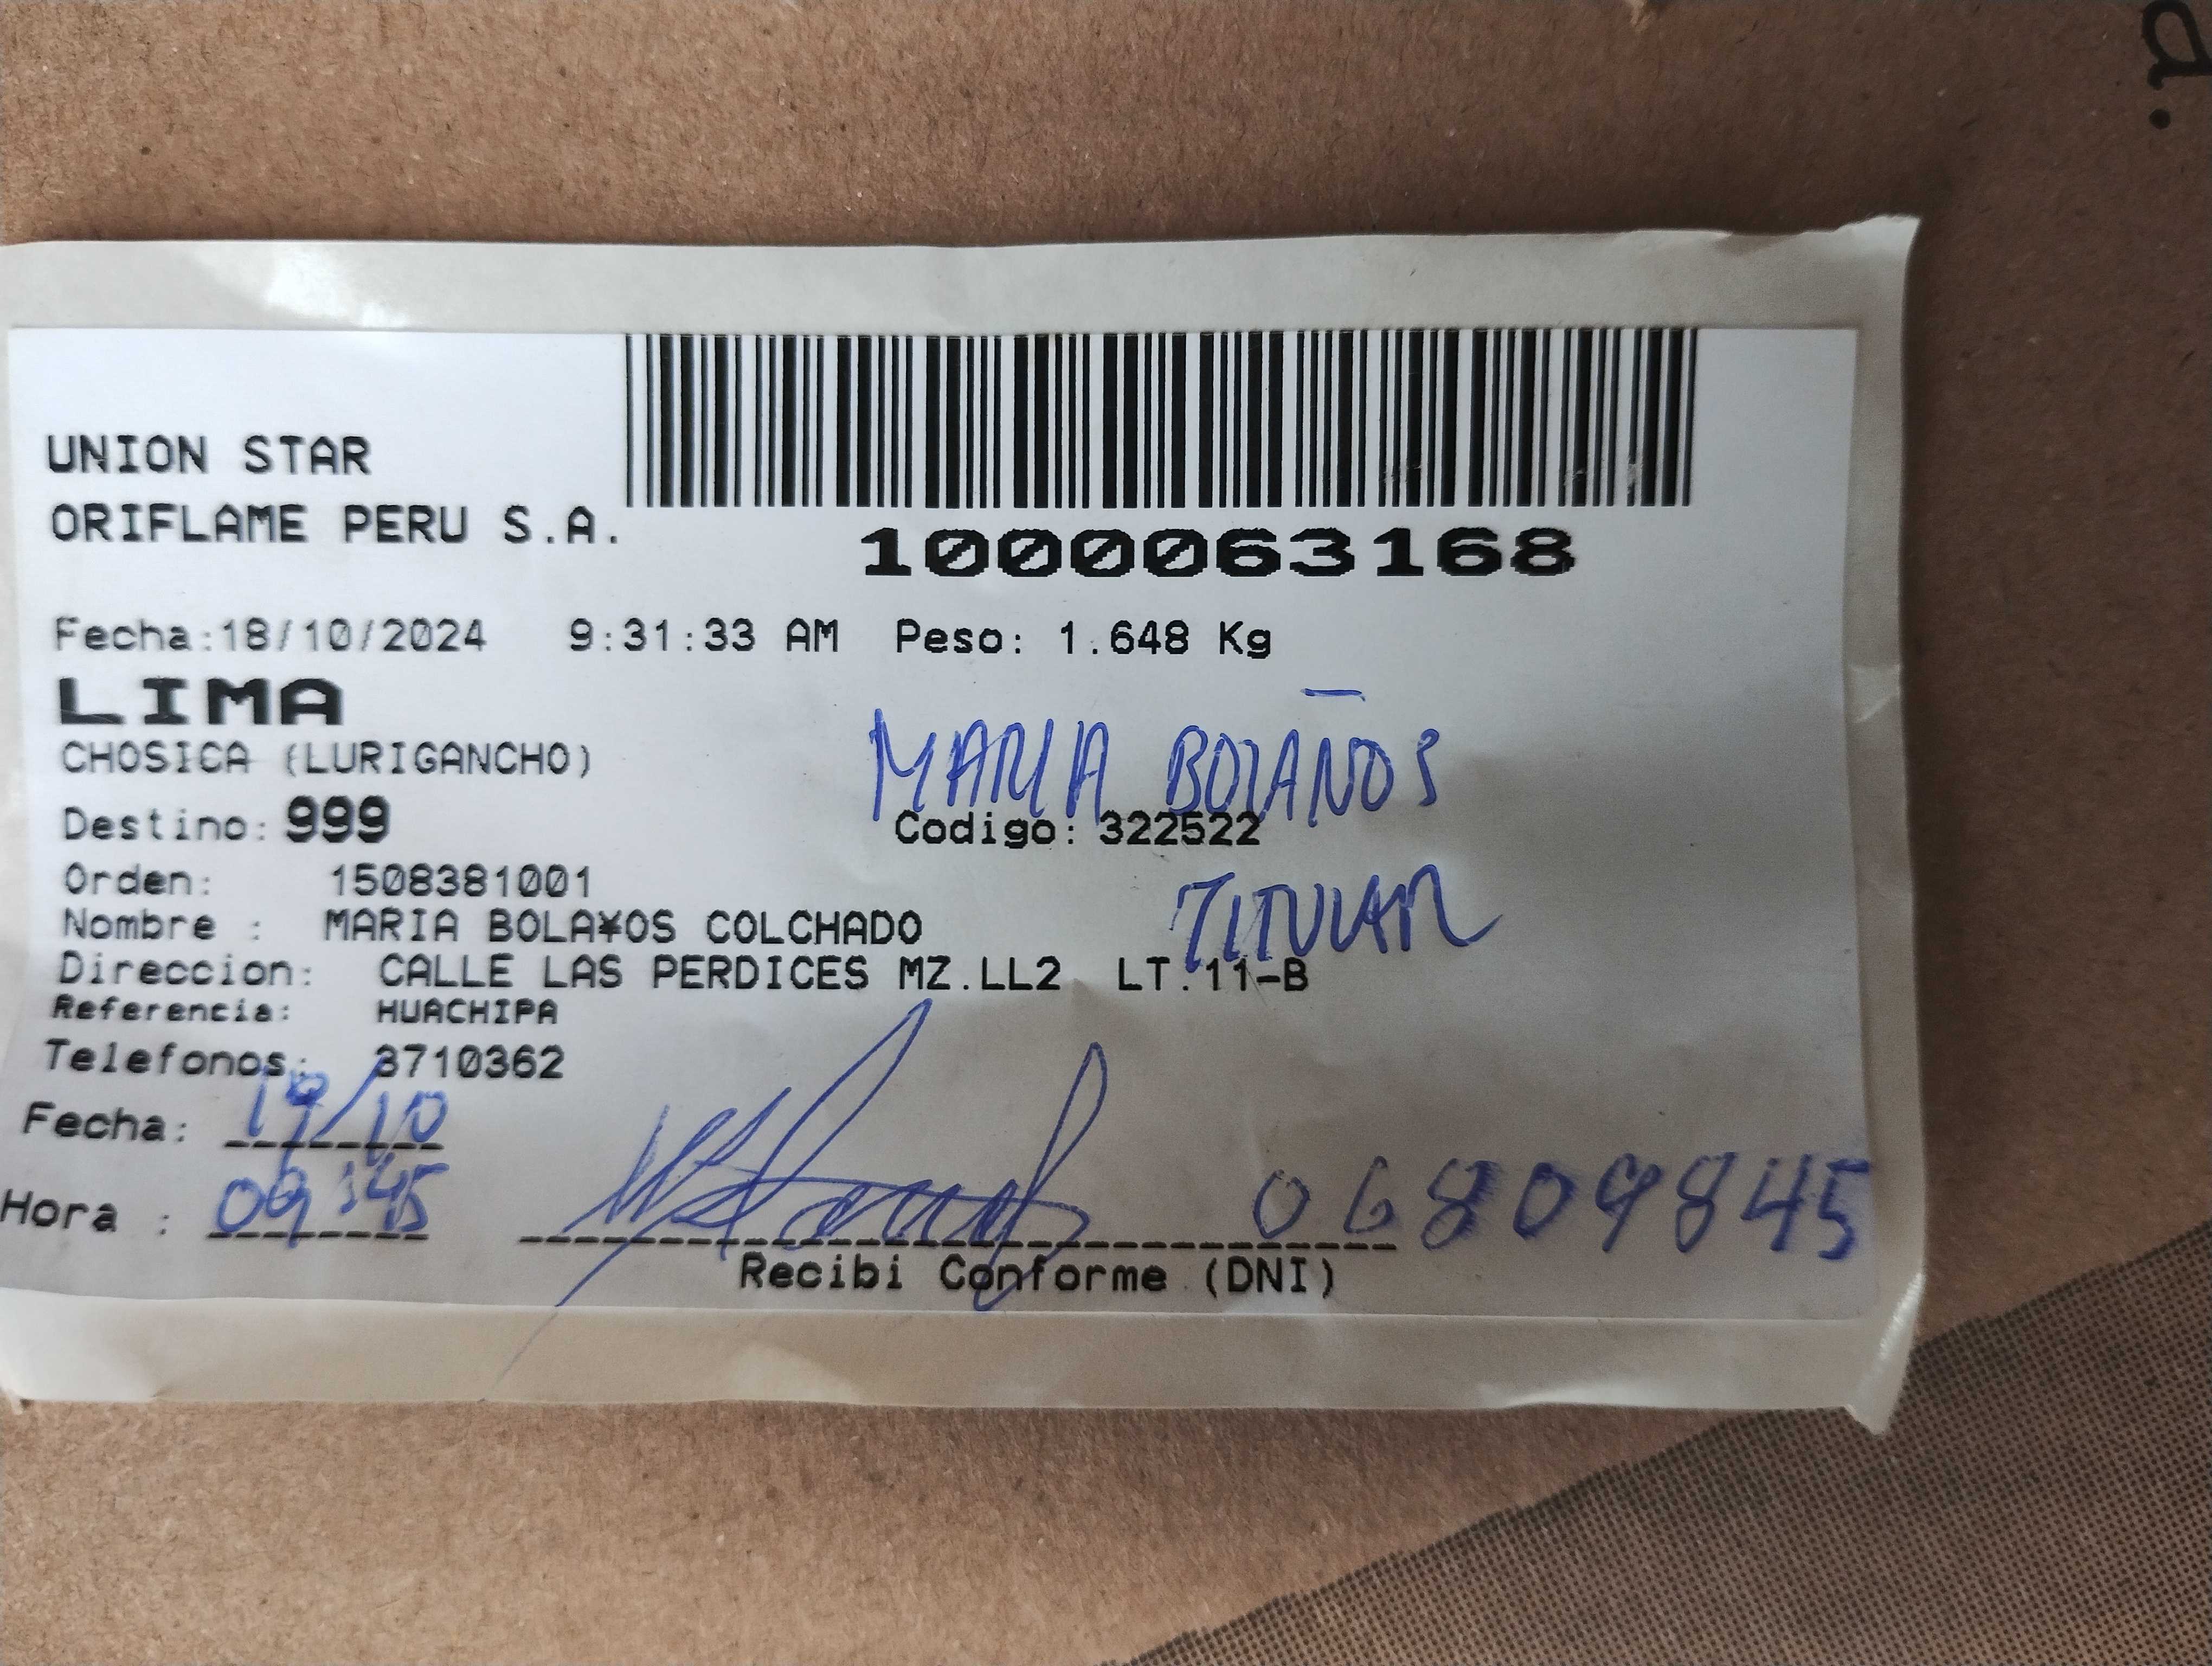 d.
UNION STAR
ORIFLAME PERU S.A.
1000063168
Fecha:18/10/2024 9:31:33 AM Peso: 1.648 Kg
LIMA
CHOSICA (LURIGANCHO)
MARIA BOLAÑOS
Destino: 999 Codigo: 322522
Orden: 1508381001
TITULAR
Nombre : MARIA BOLA¥OS COLCHADO
Direccion: CALLE LAS PERDICES MZ.LL2 LT.11-B
Referencia: HUACHIPA
Telefonos: 3710362
Fecha: 19/10
Hora : 09:45 06809845
Recibi Conforme (DNI)